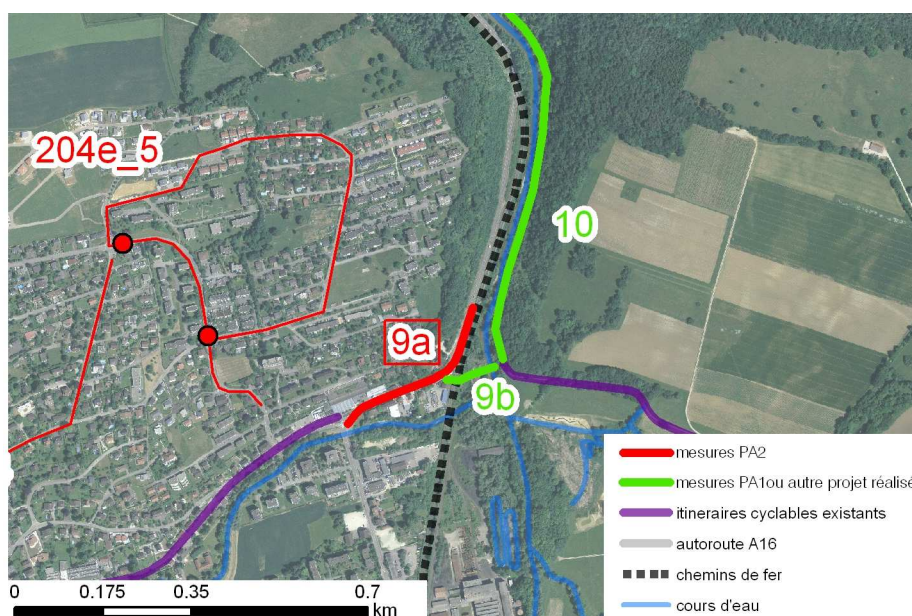 204e_5
10
9a
9b
mesures PA2
mesures PA1ou autre projet réalisé
itineraires cyclables existants
autoroute A16
chemins de fer
cours d'eau
0 0.175 0.35 0.7
km